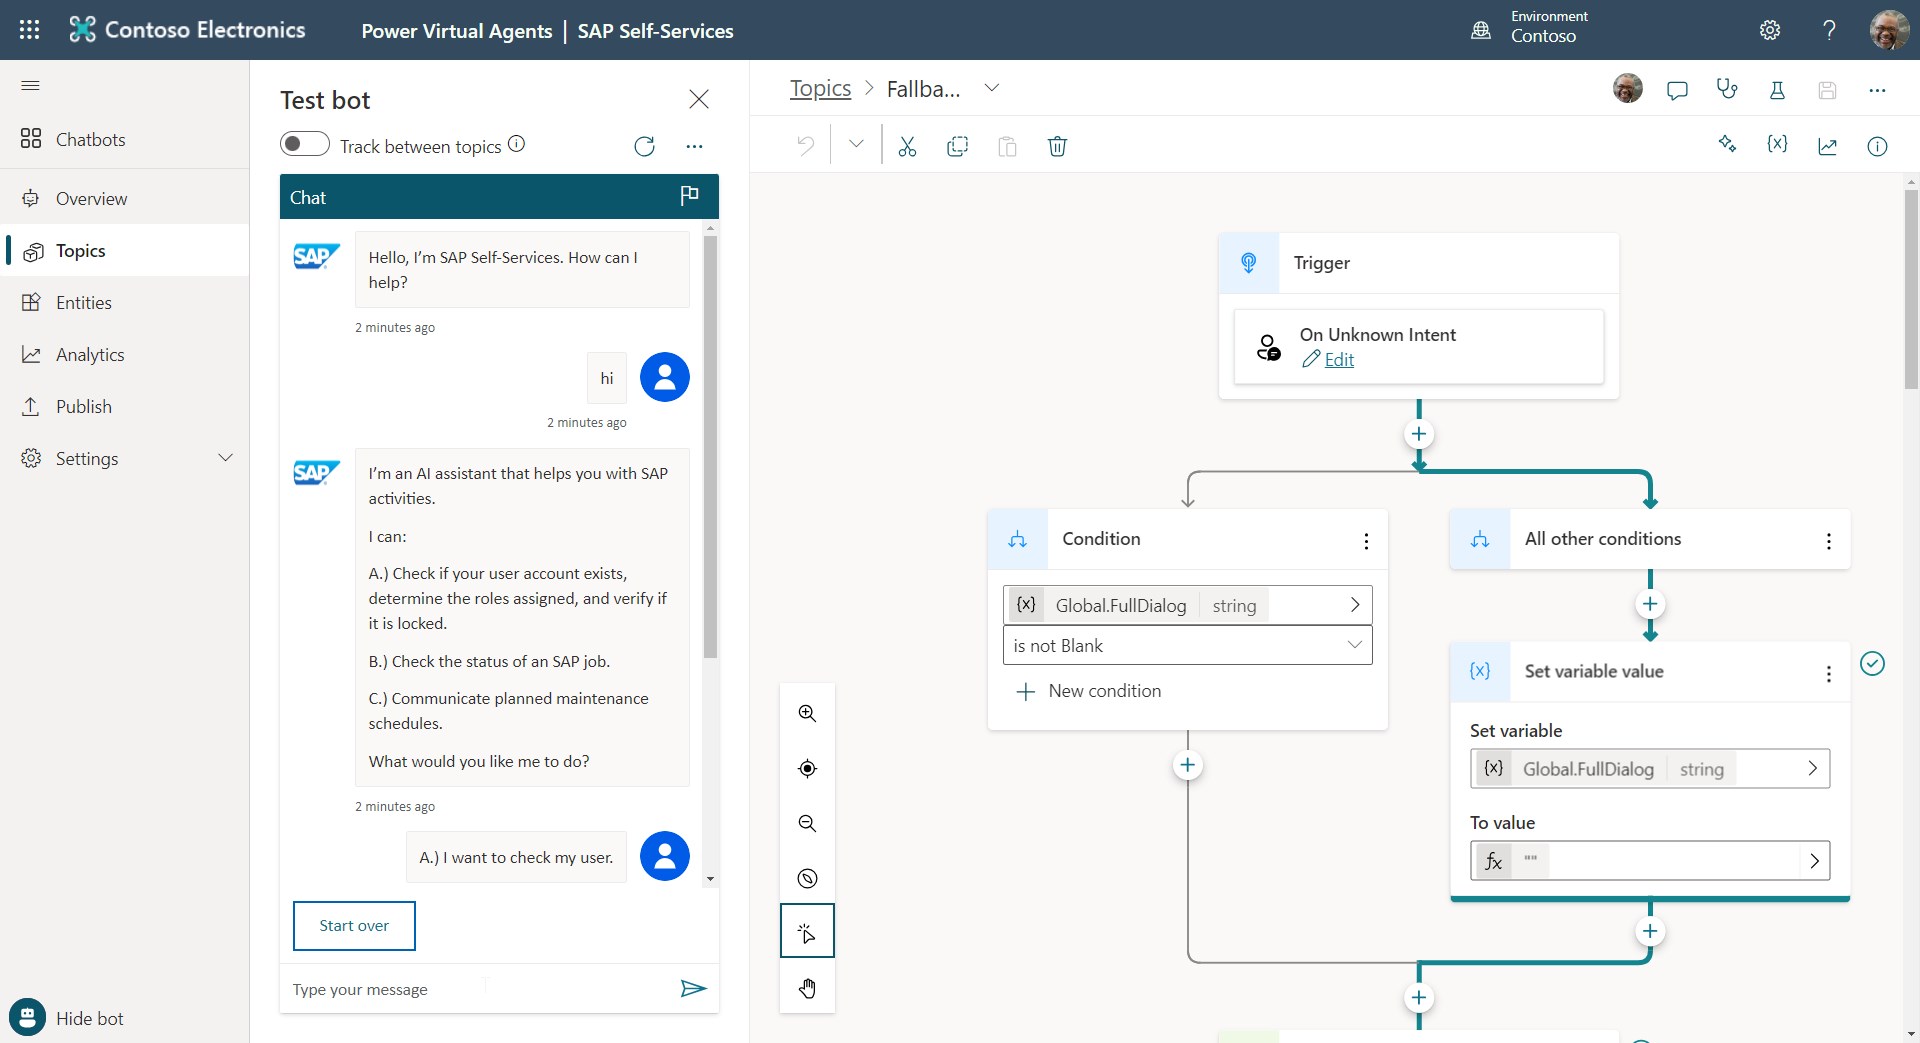 Contoso Electronics
Power Virtual Agents | SAP Self-Services
Environment
Contoso
?
Chatbots
Overview
Topics
Entities
Analytics
Publish
Settings
Hide bot
Test bot
Track between topics
Chat
SAP
Hello, I'm SAP Self-Services. How can I
help?
2 minutes ago
hi
2 minutes ago
SAP
I'm an AI assistant that helps you with SAP
activities.
I can:
A.) Check if your user account exists,
determine the roles assigned, and verify if
it is locked.
B.) Check the status of an SAP job.
C.) Communicate planned maintenance
schedules.
What would you like me to do?
2 minutes ago
A.) I want to check my user.
Start over
Type your message
Topics > Fallba...
{x}
Trigger
On Unknown Intent
Edit
Condition
{x} Global.FullDialog string
is not Blank
New condition
All other conditions
{x} Set variable value
Set variable
{x} Global.FullDialog string
To value
fx ""